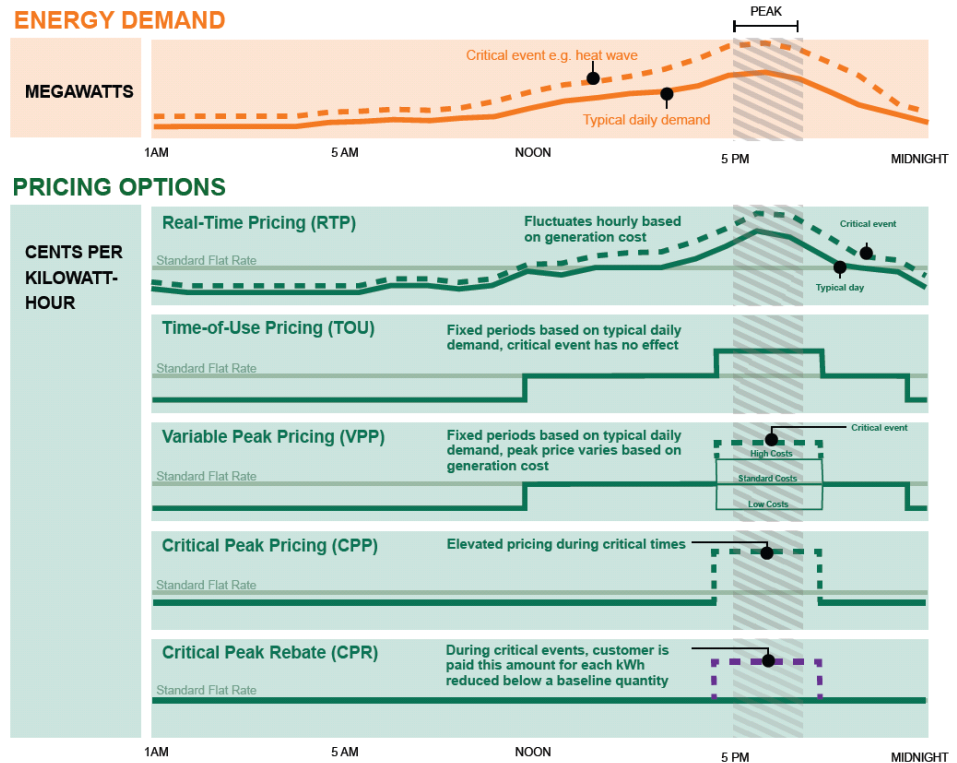 ENERGY DEMAND
PEAK
MEGAWATTS
Critical event e.g. heat wave
Typical daily demand
1AM
5 AM
NOON
5 PM
MIDNIGHT
PRICING OPTIONS
CENTS PER
KILOWATT-
HOUR
Real-Time Pricing (RTP)
Fluctuates hourly based
on generation cost
Critical event
Standard Flat Rate
Typical day
Time-of-Use Pricing (TOU)
Fixed periods based on typical daily
demand, critical event has no effect
Standard Flat Rate
Variable Peak Pricing (VPP)
Fixed periods based on typical daily
demand, peak price varies based on
generation cost
Critical event
High Costs
Standard Flat Rate
Standard Costs
Low Costs
Critical Peak Pricing (CPP)
Elevated pricing during critical times
Standard Flat Rate
Critical Peak Rebate (CPR)
During critical events, customer is
paid this amount for each kWh
reduced below a baseline quantity
Standard Flat Rate
1AM
5 AM
NOON
5 PM
MIDNIGHT